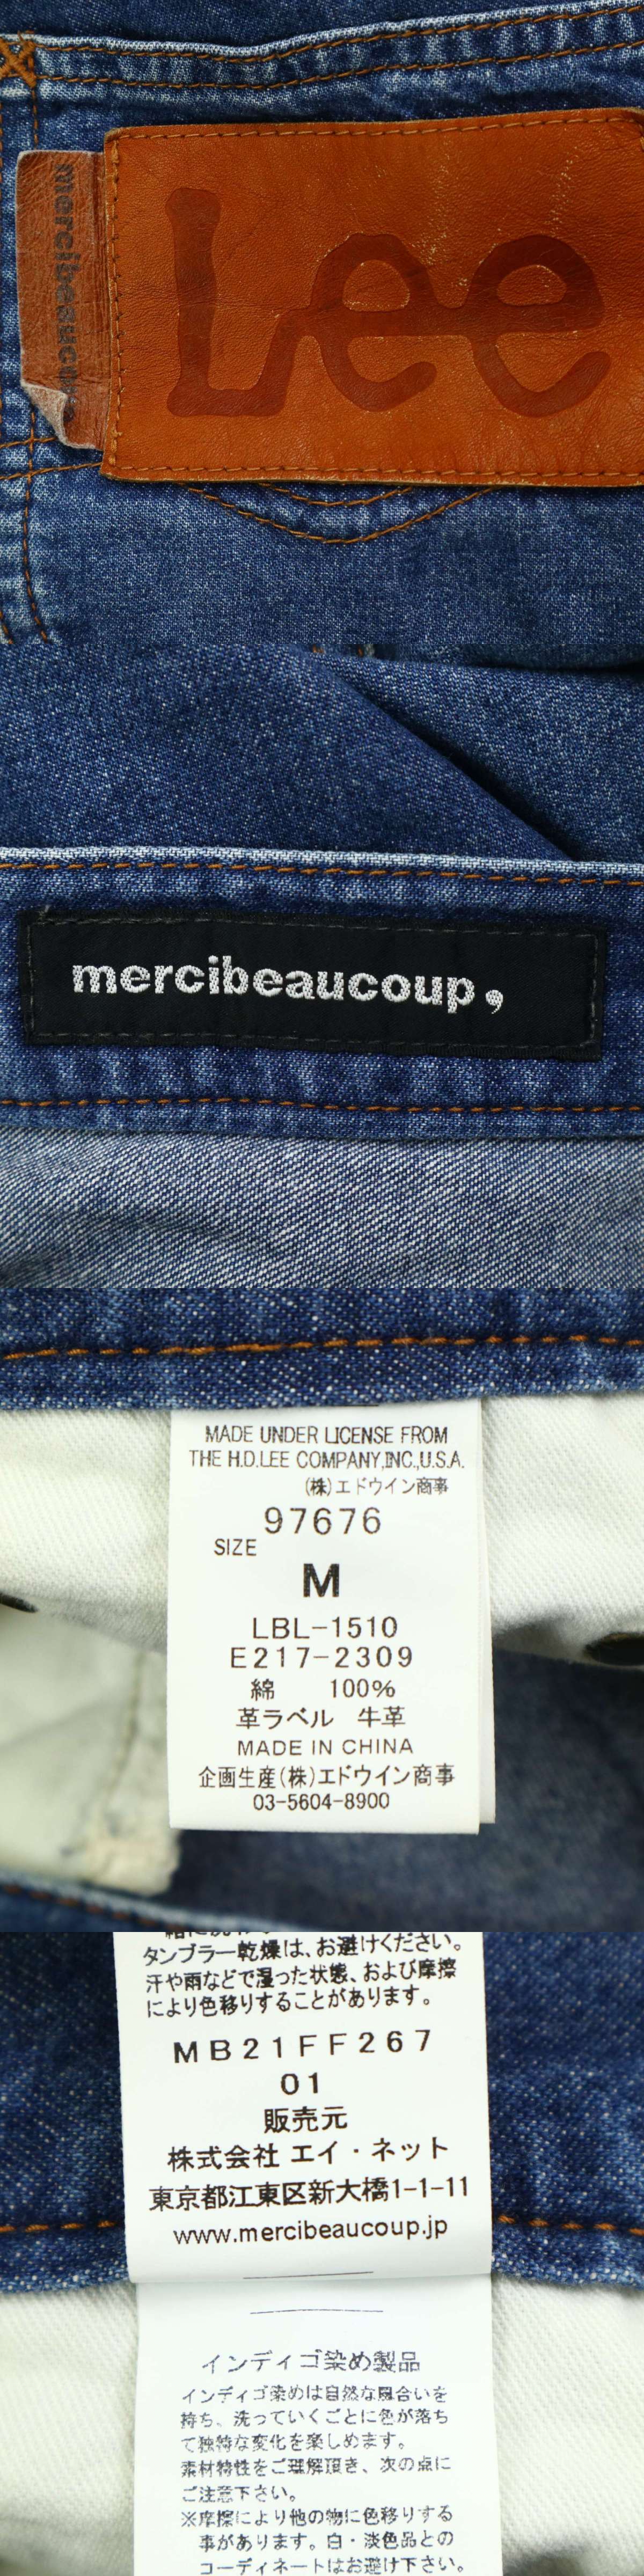 Lee
mercibeaucoup,
mercibeaucoup,
MADE UNDER LICENSE FROM
THE H.D.LEE COMPANY,INC.,U.S.A.
(株)エドウイン商事
97676
SIZE
M
LBL-1510
E217-2309
綿 100%
革ラベル 牛革
MADE IN CHINA
企画生産(株)エドウイン商事
03-5604-8900
タンブラー乾燥は、お避けください。
汗や雨などで湿った状態、および摩擦
により色移りすることがあります。
MB21FF267
01
販売元
株式会社 エイ・ネット
東京都江東区新大橋1-1-11
www.mercibeaucoup.jp
インディゴ染め製品
インディゴ染めは自然な風合いを
持ち、洗っていくごとに色が落ち
て独特な変化を楽しめます。
素材特性をご理解頂き、次の点に
ご注意下さい。
※摩擦により他の物に色移りする
事があります。白・淡色品との
コーディネートはお避け下さい。